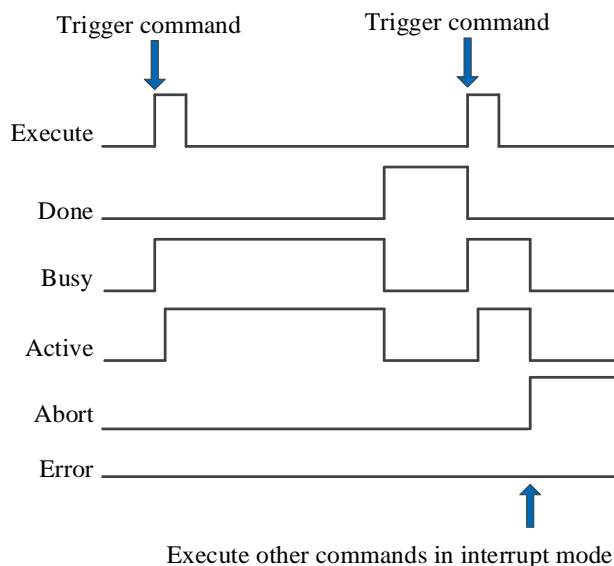 Trigger command
Trigger command
Execute
Done
Busy
Active
Abort
Error
Execute other commands in interrupt mode